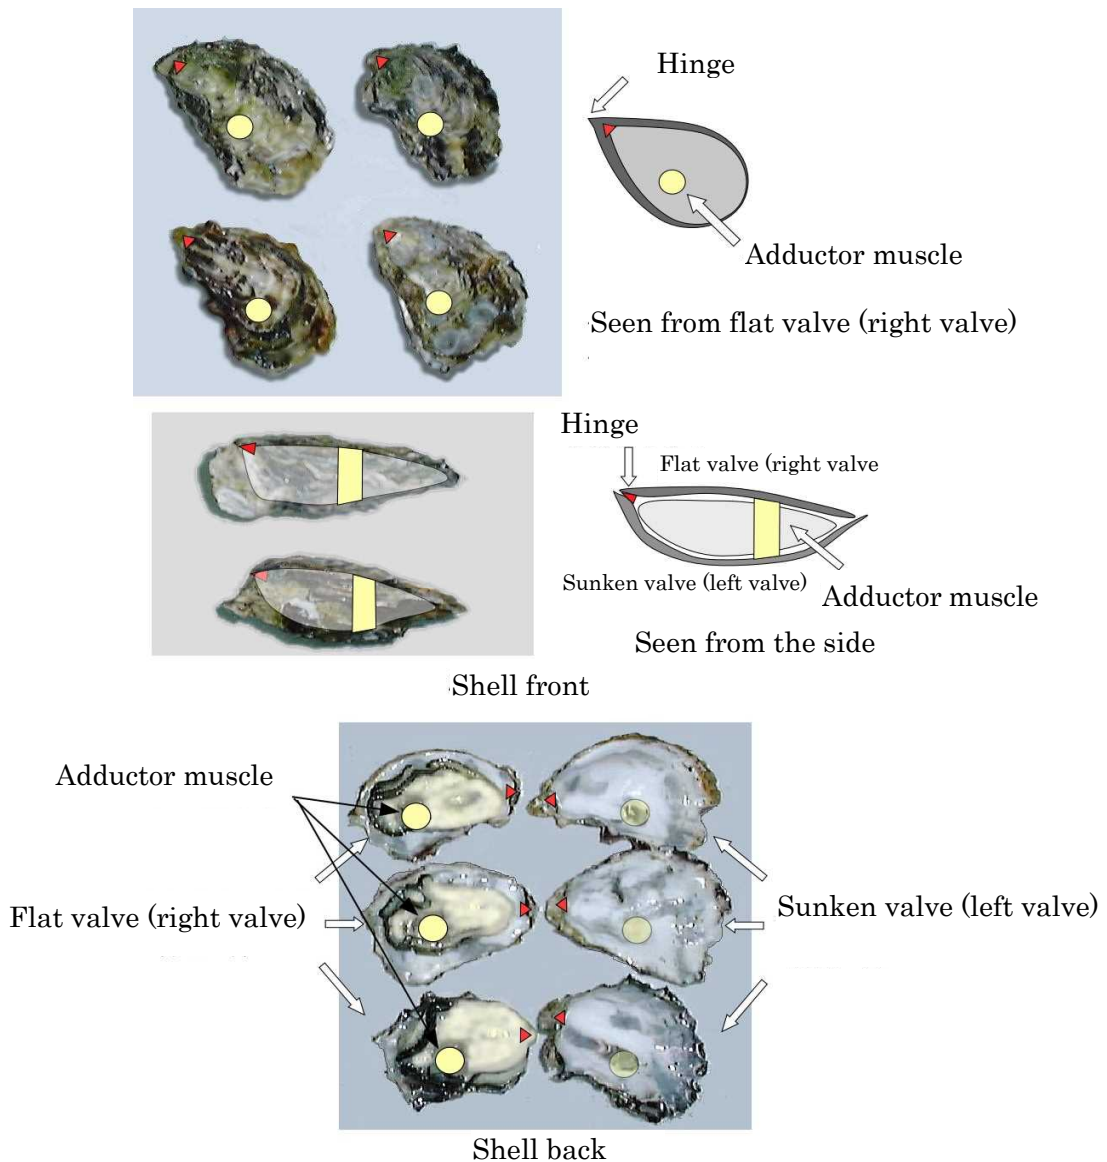 Hinge
Adductor muscle
Seen from flat valve (right valve)
Hinge
Flat valve (right valve
Sunken valve (left valve)
Adductor muscle
Seen from the side
Shell front
Adductor muscle
Flat valve (right valve)
Sunken valve (left valve)
Shell back